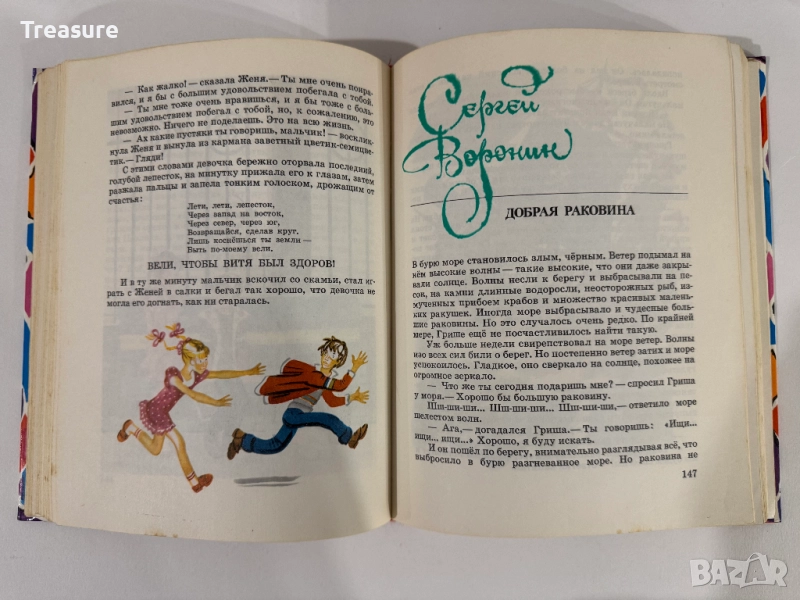 Treasure
— Как жалко! — сказала Женя.— Ты мне очень понра-
вился, и я бы с большим удовольствием побегала с тобой.
— Ты мне тоже очень нравишься, и я бы тоже с боль-
шим удовольствием побегал с тобой, но, к сожалению, это
невозможно. Ничего не поделаешь. Это на всю жизнь.
— Ах какие пустяки ты говоришь, мальчик! — восклик-
нула Женя и вынула из кармана заветный цветик-семицве-
тик.— Гляди!
С этими словами девочка бережно оторвала последний,
голубой лепесток, на минутку прижала его к глазам, затем
разжала пальцы и запела тонким голоском, дрожащим от
счастья:
Лети, лети, лепесток,
Через запад на восток,
Через север, через юг,
Возвращайся, сделав круг,
Лишь коснёшься ты земли —
Быть по-моему вели.
ВЕЛИ, ЧТОБЫ ВИТЯ БЫЛ ЗДОРОВ!
И в ту же минуту мальчик вскочил со скамьи, стал иг-
рать с Женей в салки и бегал так хорошо, что девочка не
могла его догнать, как ни старалась.
Сергей
Воронин
ДОБРАЯ РАКОВИНА
В бурю море становилось злым, чёрным. Ветер подымал на
нём высокие волны — такие высокие, что они даже закры-
вали солнце. Волны несли к берегу и выбрасывали на пе-
сок, на камни длинные водоросли, неосторожных рыб, из-
мученных прибоем крабов и множество красивых малень-
ких ракушек. Иногда море выбрасывало и чудесные боль-
шие раковины. Но это случалось очень редко. По крайней
мере, Грише ещё не посчастливилось найти такую.
Уж больше недели свирепствовал на море ветер. Волны
изо всех сил били о берег. Но постепенно ветер затих и море
успокоилось. Гладкое, оно сверкало на солнце, похожее на
огромное зеркало.
— Что же ты сегодня подаришь мне? — спросил Гриша
у моря.— Хорошо бы большую раковину.
Шш-ши-ши... Шш-ши-ши... Шш-ши-ши,— ответило море
шелестом волн.
— Ага,— догадался Гриша.— Ты говоришь: «Ищи...
ищи... ищи...» Хорошо, я буду искать.
И он пошёл по берегу, внимательно разглядывая всё, что
выбросило в бурю разгневанное море. Но раковина не
147
BAZAR